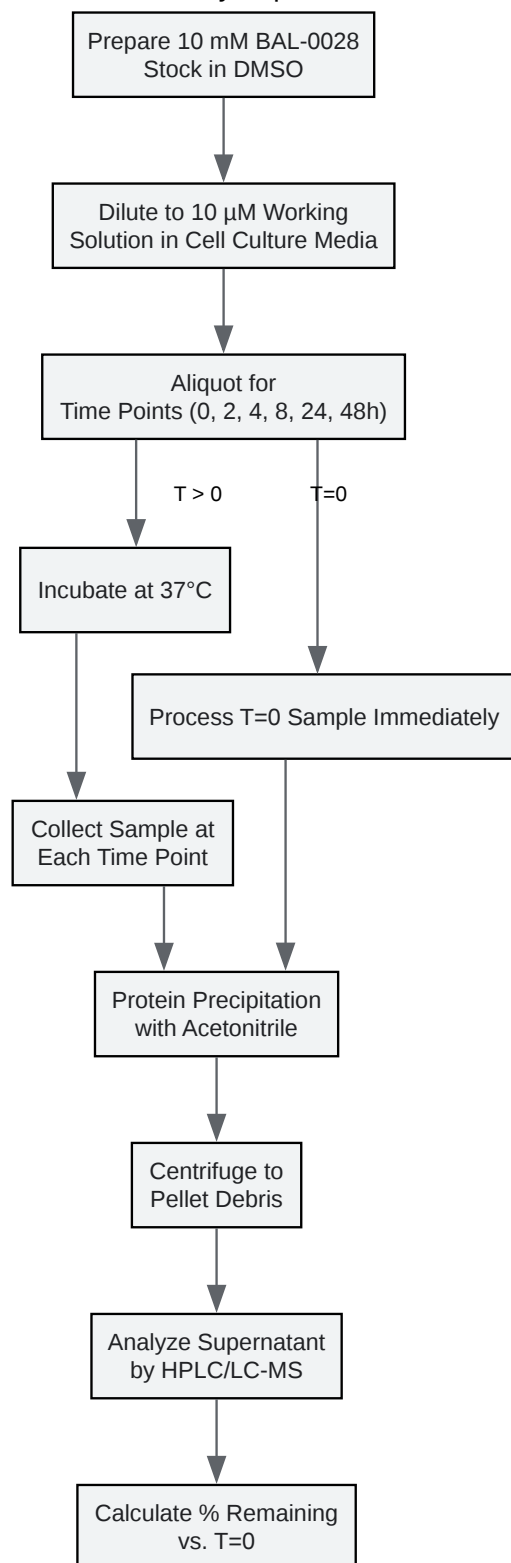 Prepare 10 mM BAL-0028
Stock in DMSO
Dilute to 10 µM Working
Solution in Cell Culture Media
Aliquot for
Time Points (0, 2, 4, 8, 24, 48h)
T > 0
T=0
Incubate at 37°C
Process T=0 Sample Immediately
Collect Sample at
Each Time Point
Protein Precipitation
with Acetonitrile
Centrifuge to
Pellet Debris
Analyze Supernatant
by HPLC/LC-MS
Calculate % Remaining
vs. T=0